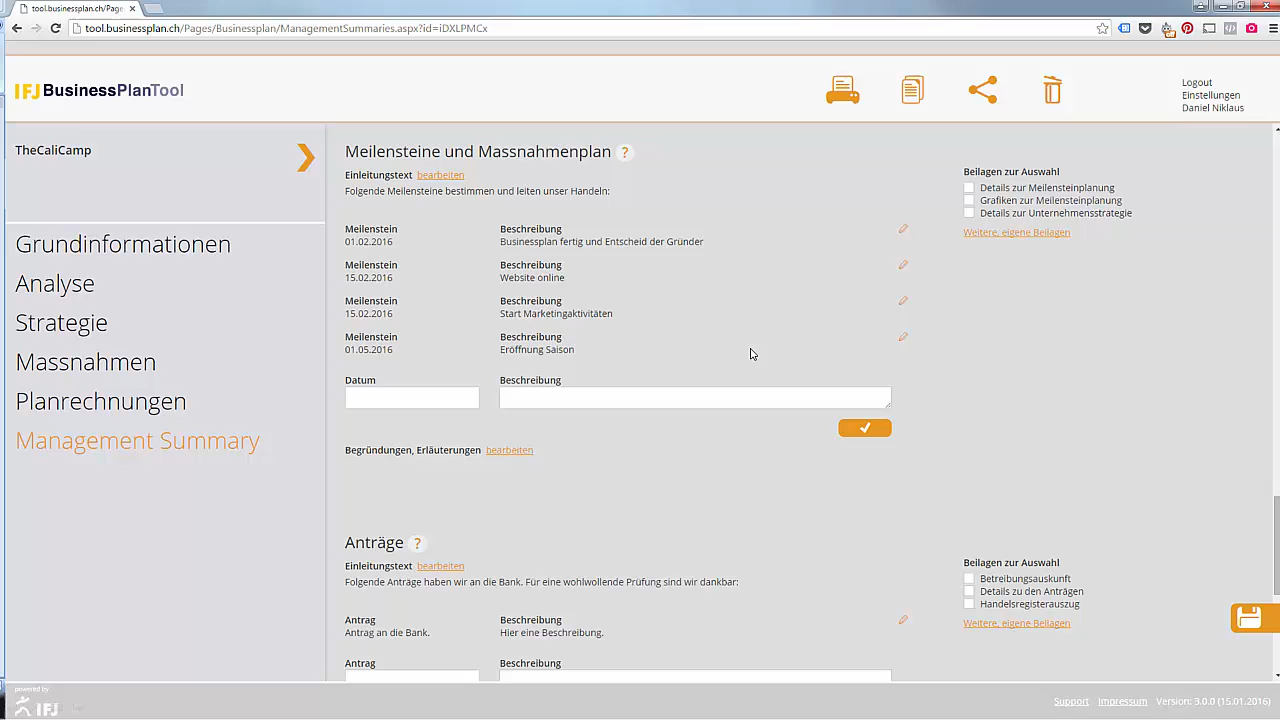 tool.businessplan.ch/Page
tool.businessplan.ch/Pages/Businessplan/ManagementSummaries.aspx?id=iDXLPMCx
IFJ BusinessPlanTool
Logout
Einstellungen
Daniel Niklaus
TheCaliCamp
Grundinformationen
Analyse
Strategie
Massnahmen
Planrechnungen
Management Summary
Meilensteine und Massnahmenplan ?
Einleitungstext bearbeiten
Folgende Meilensteine bestimmen und leiten unser Handeln:
Meilenstein Beschreibung
01.02.2016 Businessplan fertig und Entscheid der Gründer
Meilenstein Beschreibung
15.02.2016 Website online
Meilenstein Beschreibung
15.02.2016 Start Marketingaktivitäten
Meilenstein Beschreibung
01.05.2016 Eröffnung Saison
Datum Beschreibung
Begründungen, Erläuterungen bearbeiten
Beilagen zur Auswahl
Details zur Meilensteinplanung
Grafiken zur Meilensteinplanung
Details zur Unternehmensstrategie
Weitere, eigene Beilagen
Anträge ?
Einleitungstext bearbeiten
Folgende Anträge haben wir an die Bank. Für eine wohlwollende Prüfung sind wir dankbar:
Antrag Beschreibung
Antrag an die Bank. Hier eine Beschreibung.
Antrag Beschreibung
Beilagen zur Auswahl
Betreibungsauskunft
Details zu den Anträgen
Handelsregisterauszug
Weitere, eigene Beilagen
powered by
IFJ
Support Impressum Version: 3.0.0 (15.01.2016)